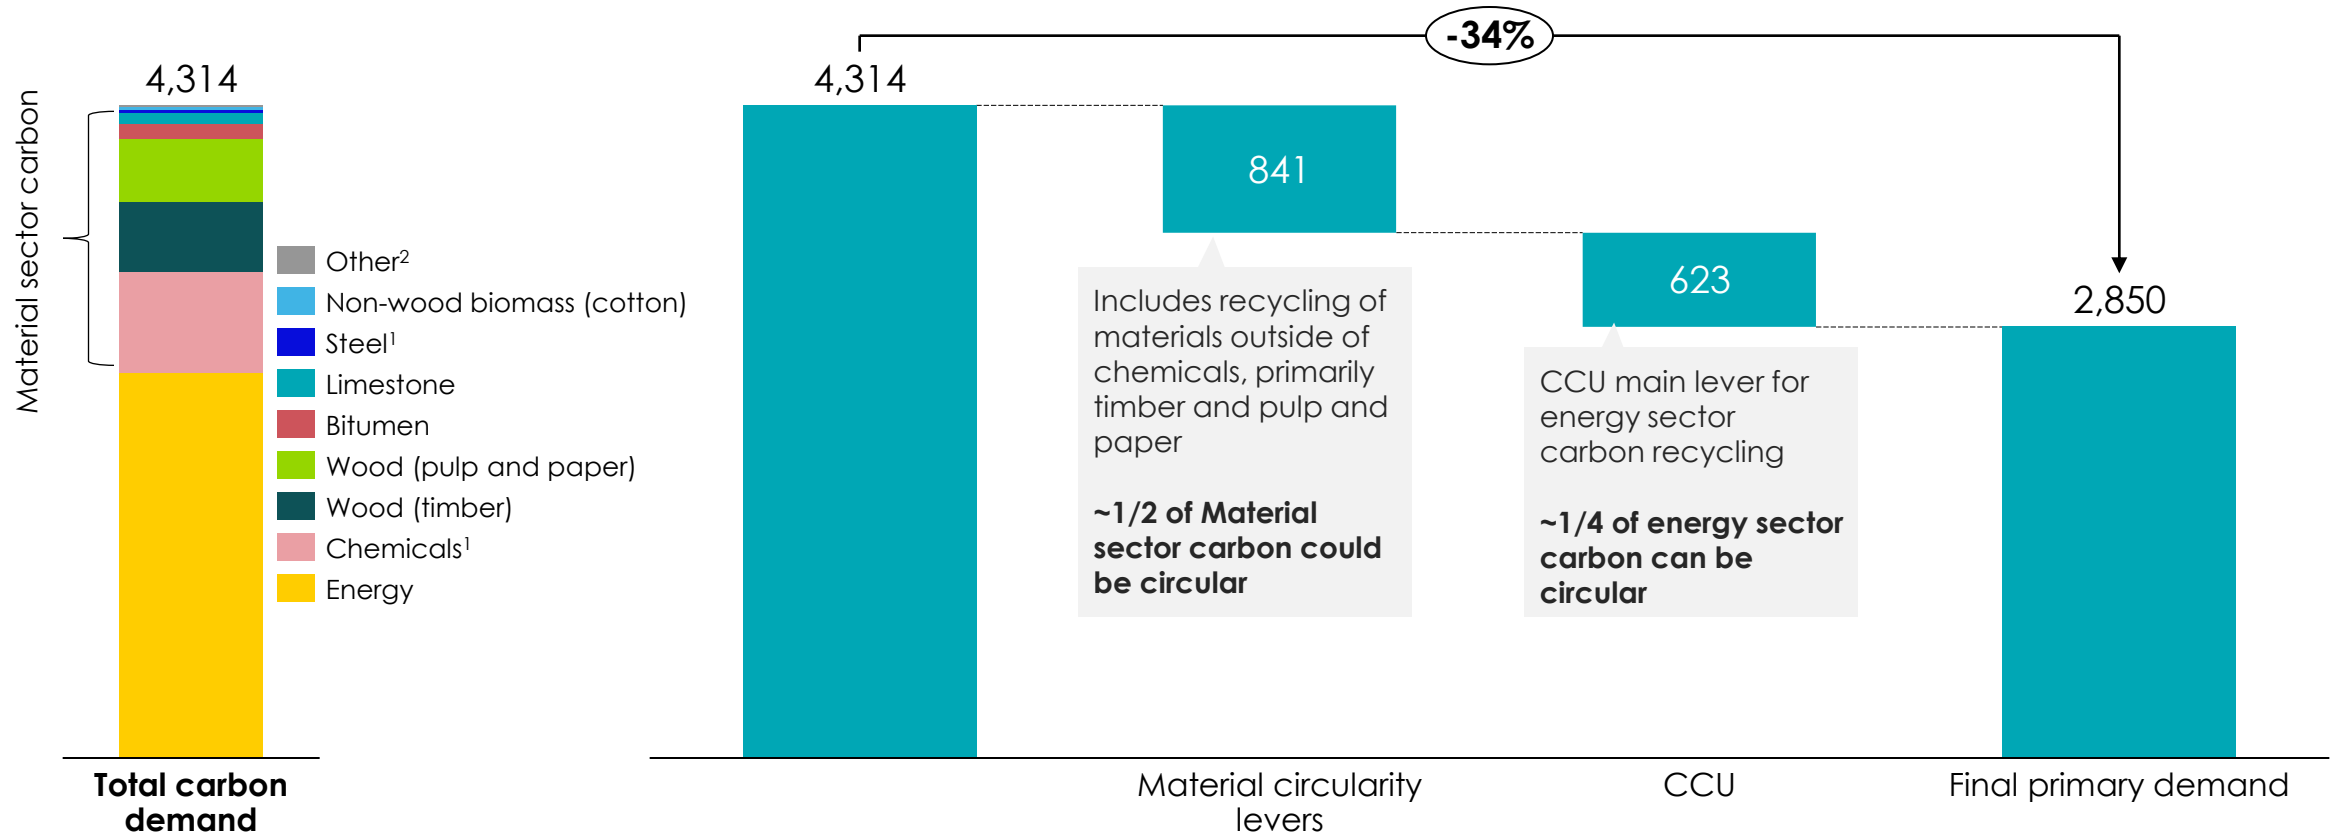 Material sector carbon
4,314
Other2
Non-wood biomass (cotton)
Steel1
Limestone
Bitumen
Wood (pulp and paper)
Wood (timber)
Chemicals1
Energy
Total carbon
demand
-34%
4,314
841
Includes recycling of
materials outside of
chemicals, primarily
timber and pulp and
paper
~1/2 of Material
sector carbon could
be circular
623
CCU main lever for
energy sector
carbon recycling
~1/4 of energy sector
carbon can be
circular
2,850
Material circularity
levers
CCU
Final primary demand